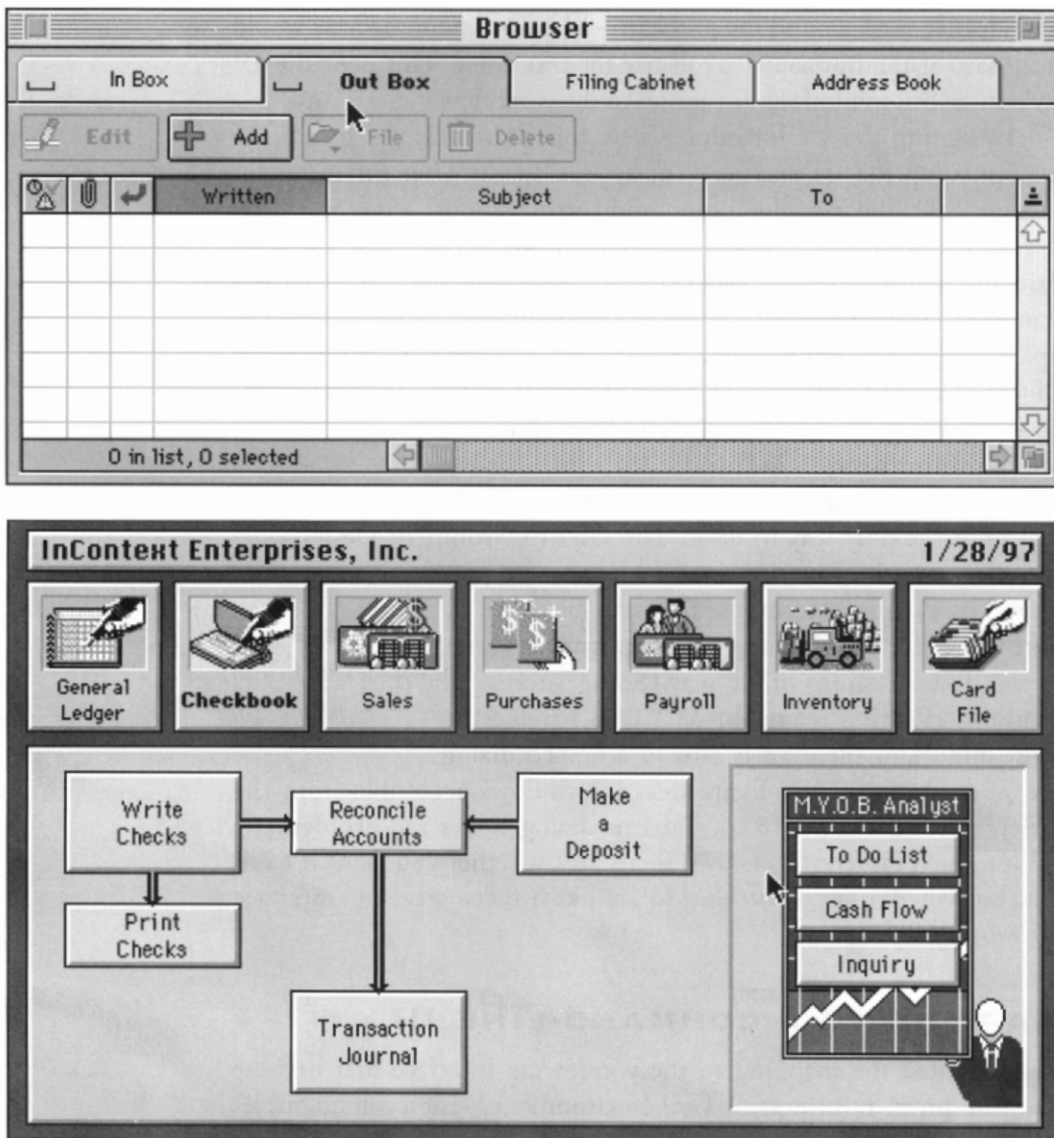 Browser
In Box
Out Box
Filing Cabinet
Address Book
Edit
Add
File
Delete
Written
Subject
To
0 in list, 0 selected
InContext Enterprises, Inc.
1/28/97
General
Ledger
Checkbook
Sales
Purchases
Payroll
Inventory
Card
File
Write
Checks
Reconcile
Accounts
Make
a
Deposit
Print
Checks
Transaction
Journal
M.Y.O.B. Analyst
To Do List
Cash Flow
Inquiry